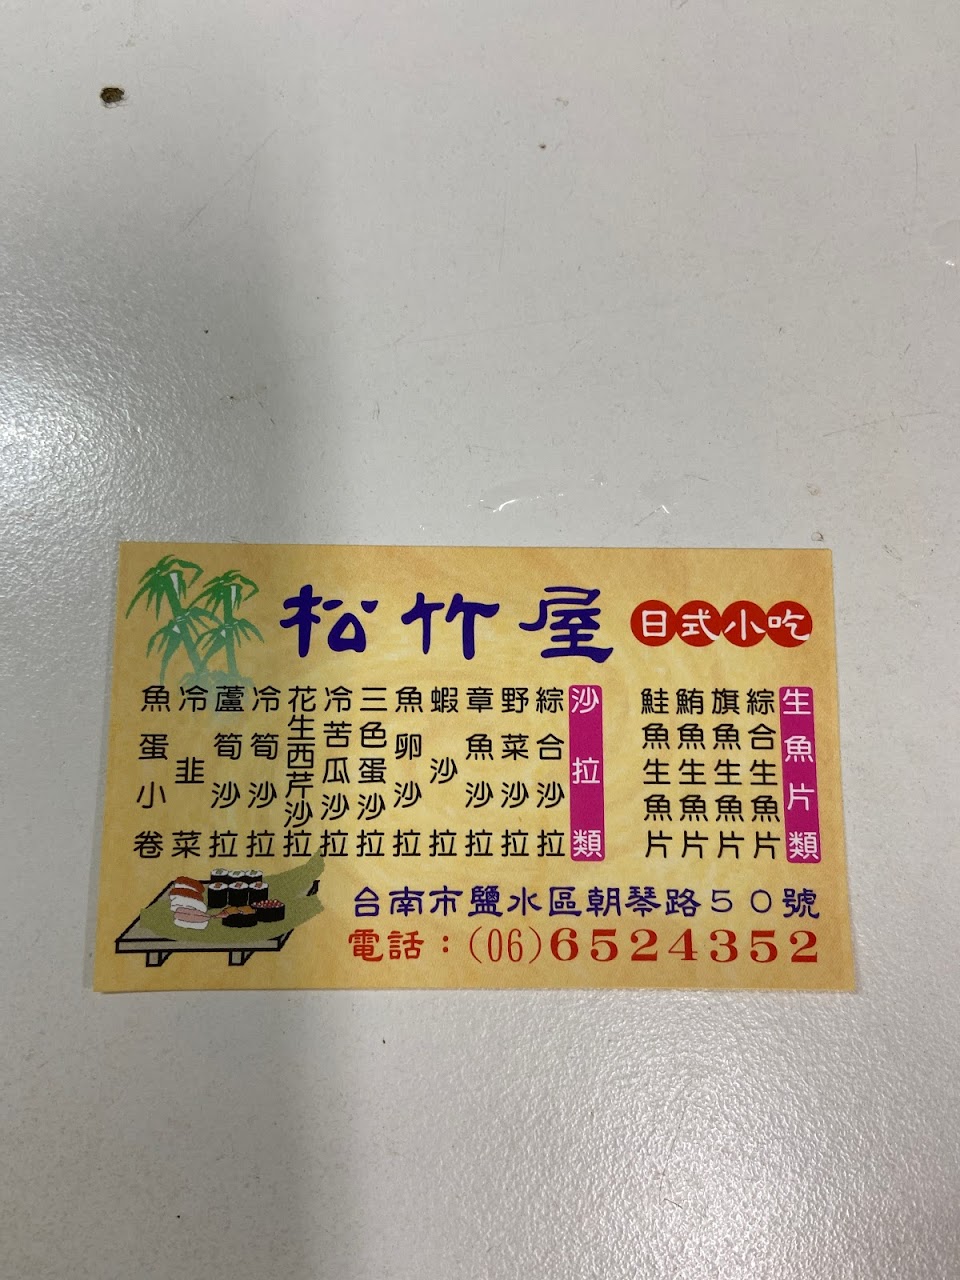 松竹屋
日式小吃
生魚片類
綜合生魚片
旗魚生魚片
鮪魚生魚片
鮭魚生魚片
沙拉類
綜合沙拉
野菜沙拉
章魚沙拉
蝦沙拉
魚卵沙拉
三色蛋沙拉
冷苦瓜沙拉
花生西芹沙拉
冷筍沙拉
蘆筍沙拉
冷韭菜
魚蛋小卷
台南市鹽水區朝琴路50號
電話：(06)6524352